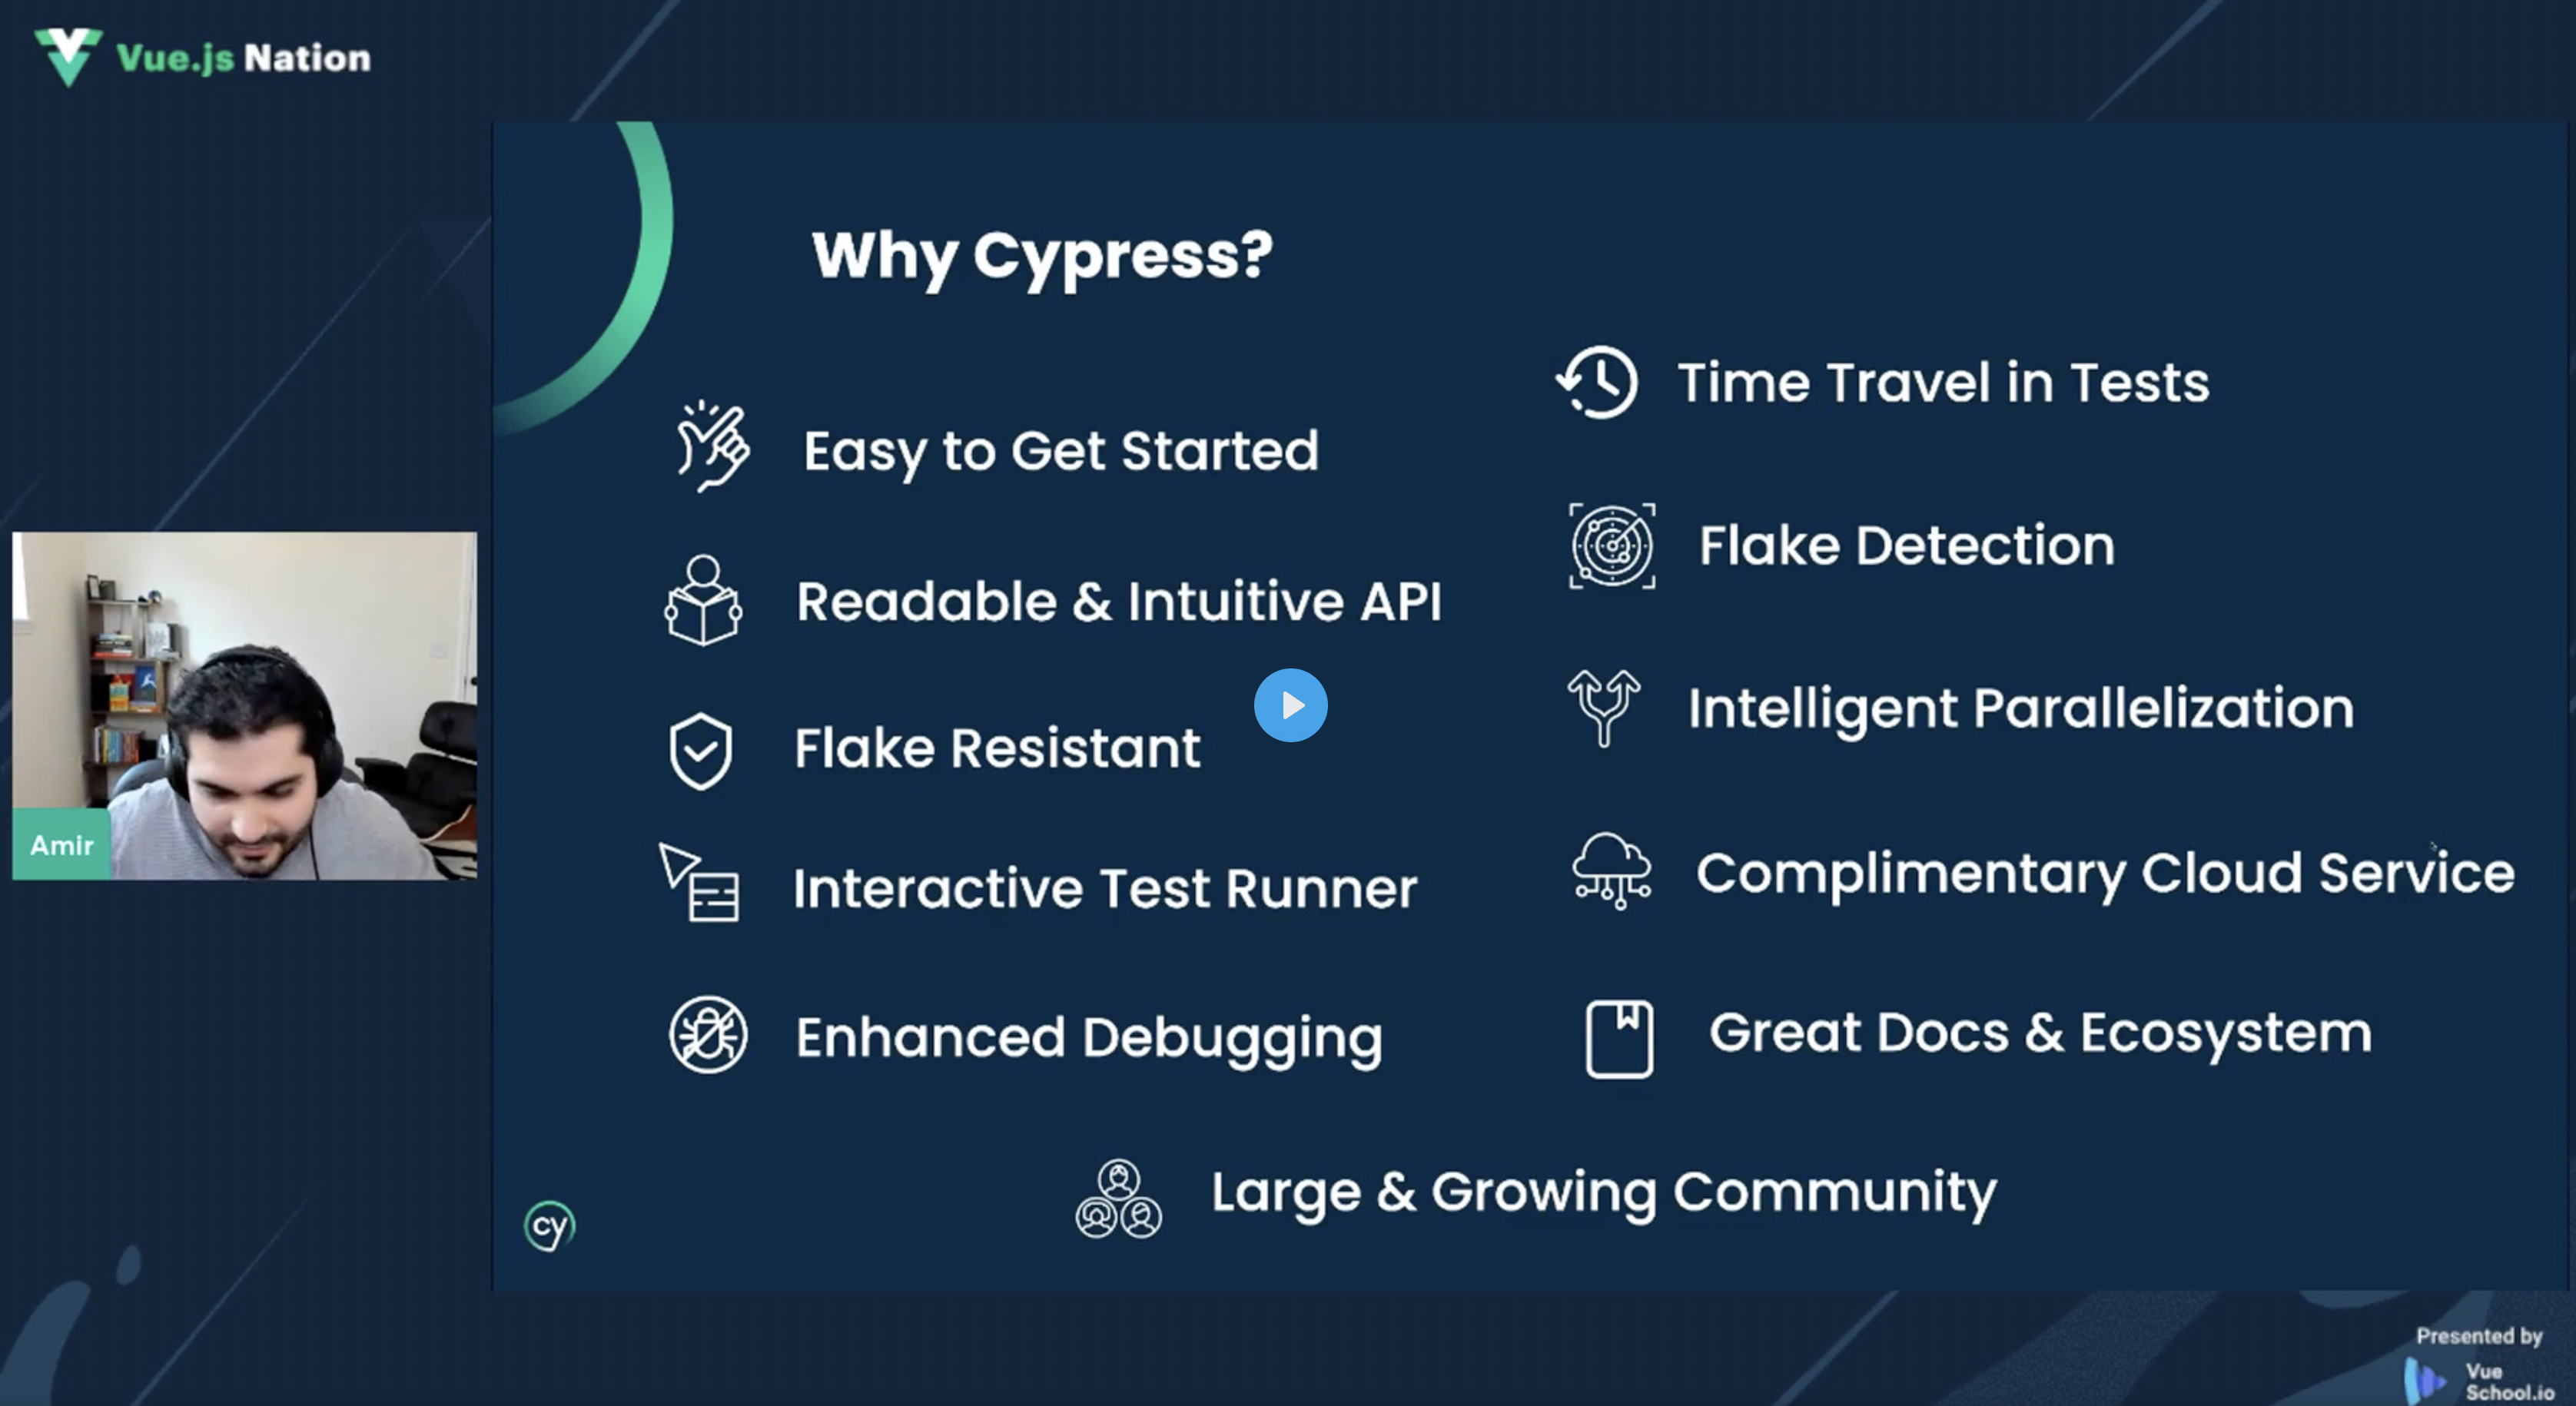 Vue.js Nation
Why Cypress?
Easy to Get Started
Readable & Intuitive API
Flake Resistant
Interactive Test Runner
Enhanced Debugging
Time Travel in Tests
Flake Detection
Intelligent Parallelization
Complimentary Cloud Service
Great Docs & Ecosystem
Large & Growing Community
cy
Amir
Presented by
Vue
School.io